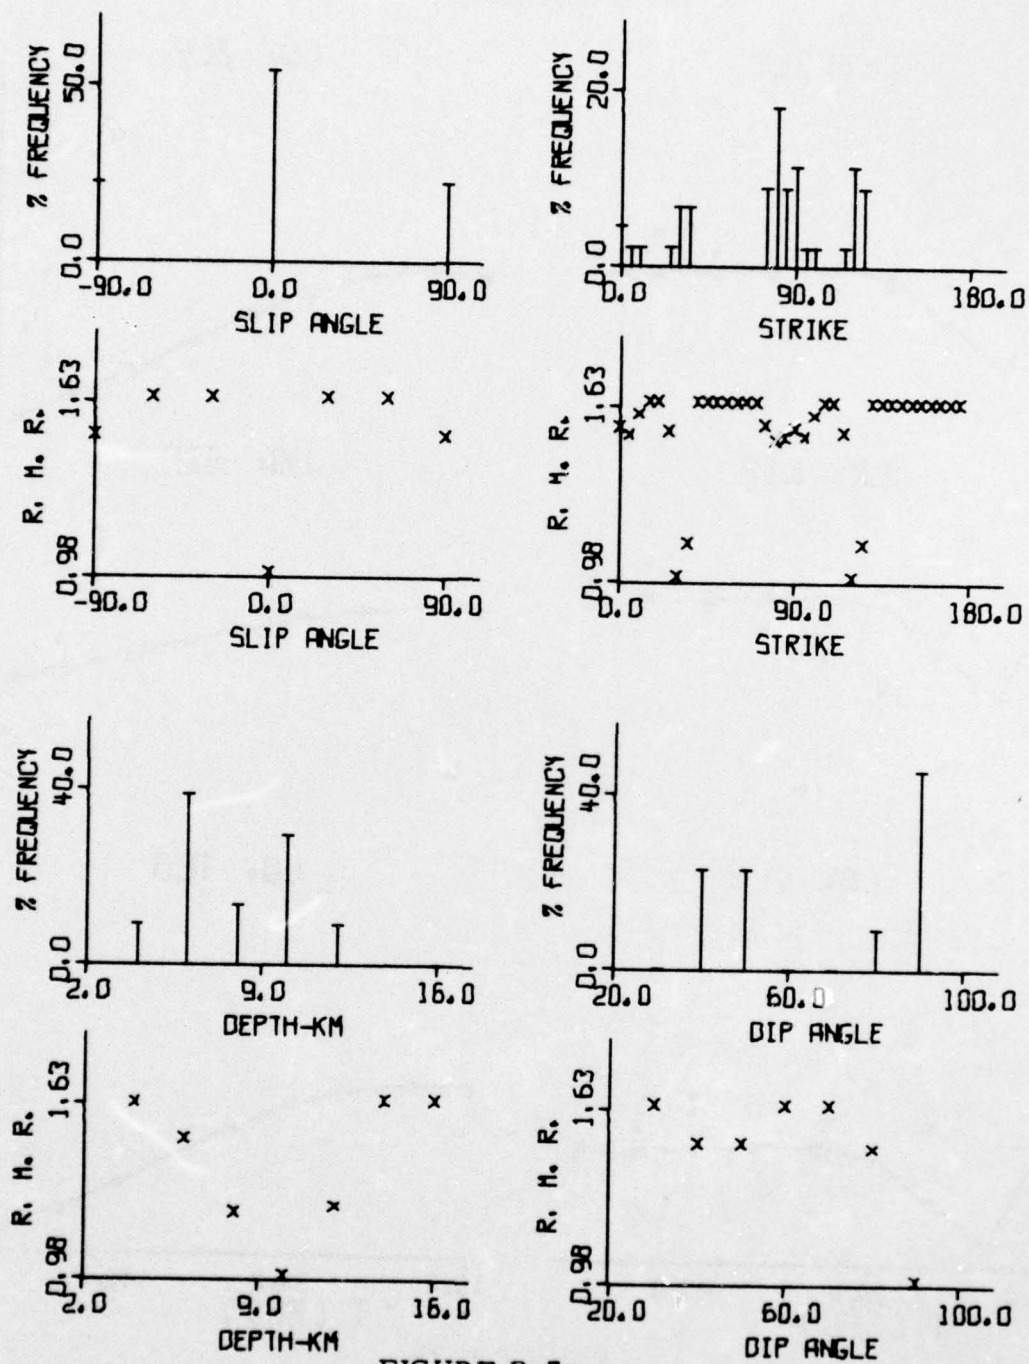 % FREQUENCY
50.0
0.0
-90.0 0.0 90.0
SLIP ANGLE
% FREQUENCY
20.0
0.0
0.0 90.0 180.0
STRIKE
R. M. R.
1.63
0.98
-90.0 0.0 90.0
SLIP ANGLE
R. M. R.
1.63
0.98
0.0 90.0 180.0
STRIKE
% FREQUENCY
40.0
0.0
2.0 9.0 16.0
DEPTH-KM
% FREQUENCY
40.0
0.0
20.0 60.0 100.0
DIP ANGLE
R. M. R.
1.63
0.98
2.0 9.0 16.0
DEPTH-KM
R. M. R.
1.63
0.98
20.0 60.0 100.0
DIP ANGLE
FIGURE